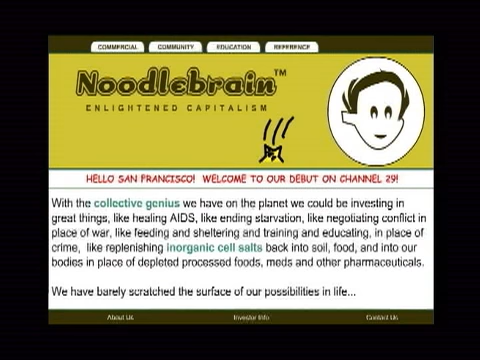 COMMERCIAL COMMUNITY EDUCATION REFERENCE
Noodlebrain™
ENLIGHTENED CAPITALISM
HELLO SAN FRANCISCO! WELCOME TO OUR DEBUT ON CHANNEL 29!
With the collective genius we have on the planet we could be investing in
great things, like healing AIDS, like ending starvation, like negotiating conflict in
place of war, like feeding and sheltering and training and educating, in place of
crime, like replenishing inorganic cell salts back into soil, food, and into our
bodies in place of depleted processed foods, meds and other pharmaceuticals.
We have barely scratched the surface of our possibilities in life...
About Us Investor Info Contact Us